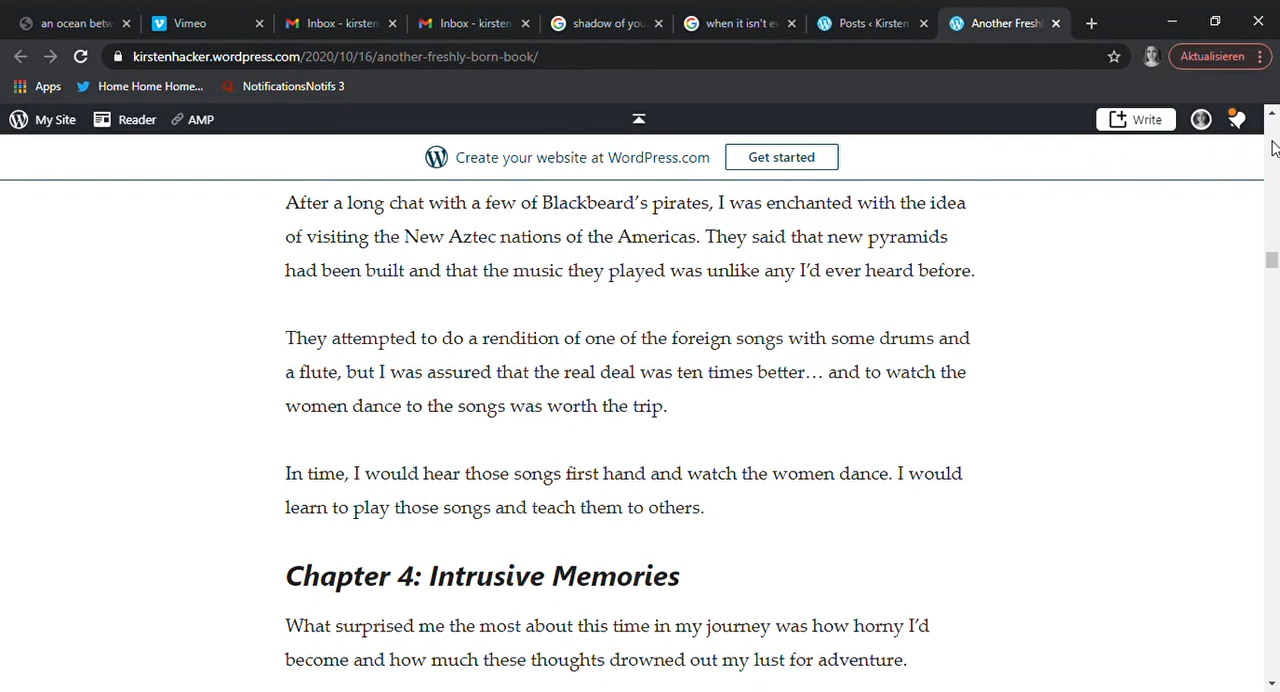 an ocean betw
Vimeo
Inbox - kirsten
Inbox - kirsten
shadow of you
when it isn't ev
Posts ‹ Kirsten
Another Fresh
kirstenhacker.wordpress.com/2020/10/16/another-freshly-born-book/
Aktualisieren
Apps
Home Home Home...
NotificationsNotifs 3
My Site
Reader
AMP
Write
Create your website at WordPress.com
Get started
After a long chat with a few of Blackbeard’s pirates, I was enchanted with the idea
of visiting the New Aztec nations of the Americas. They said that new pyramids
had been built and that the music they played was unlike any I’d ever heard before.
They attempted to do a rendition of one of the foreign songs with some drums and
a flute, but I was assured that the real deal was ten times better… and to watch the
women dance to the songs was worth the trip.
In time, I would hear those songs first hand and watch the women dance. I would
learn to play those songs and teach them to others.
Chapter 4: Intrusive Memories
What surprised me the most about this time in my journey was how horny I’d
become and how much these thoughts drowned out my lust for adventure.